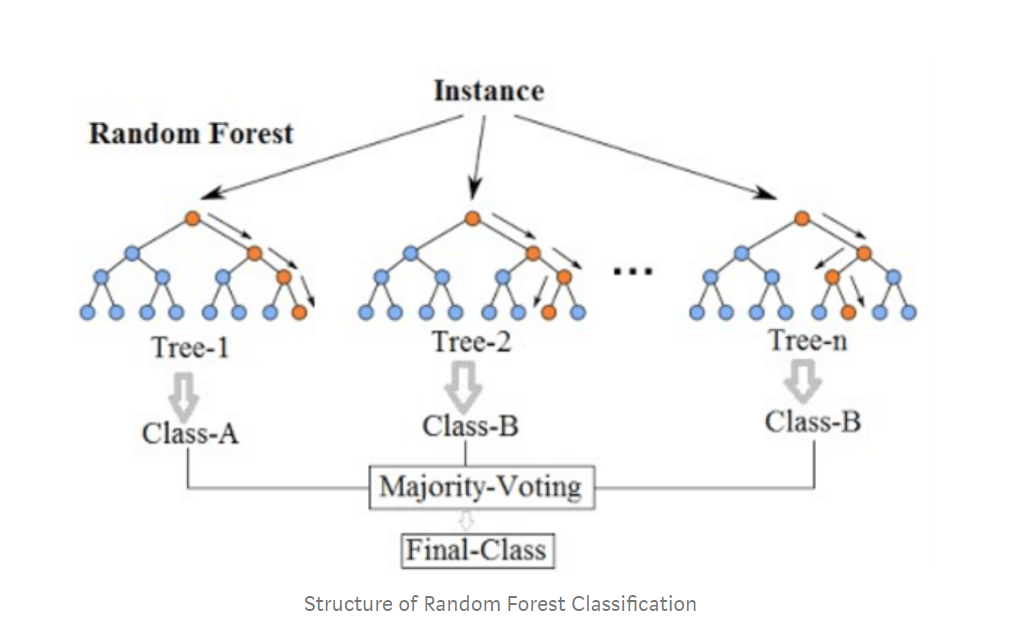 Instance
Random Forest
...
Tree-1
Tree-2
Tree-n
Class-A
Class-B
Class-B
Majority-Voting
Final-Class
Structure of Random Forest Classification